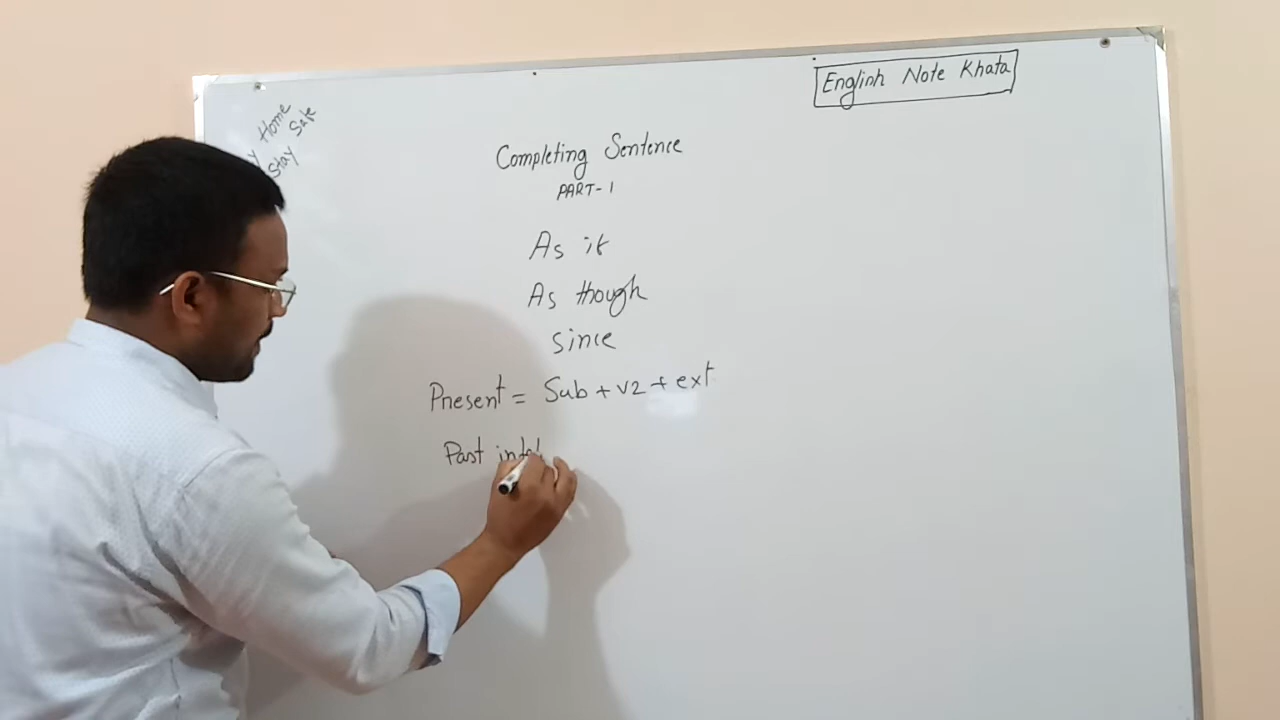 English Note Khata
Home
Stay Safe
Completing Sentence
PART-1
As if
As though
since
Present = Sub + v2 + ext
Past